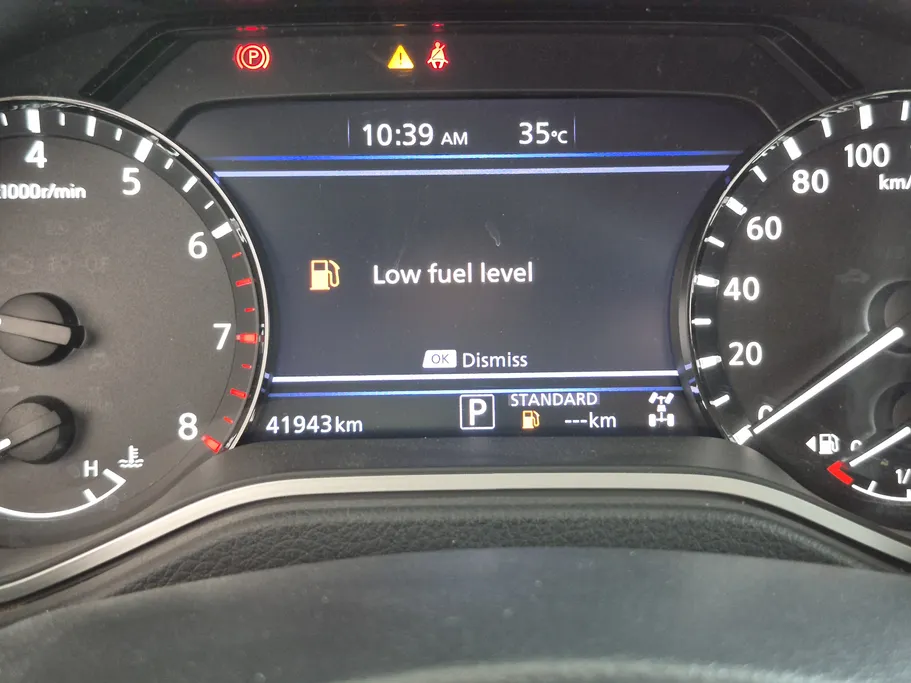 (P)
10:39 AM 35°C
4
5
6
7
8
x1000r/min
Low fuel level
OK Dismiss
41943km
P
STANDARD
---km
H
100
80
60
40
20
0
km/
1/